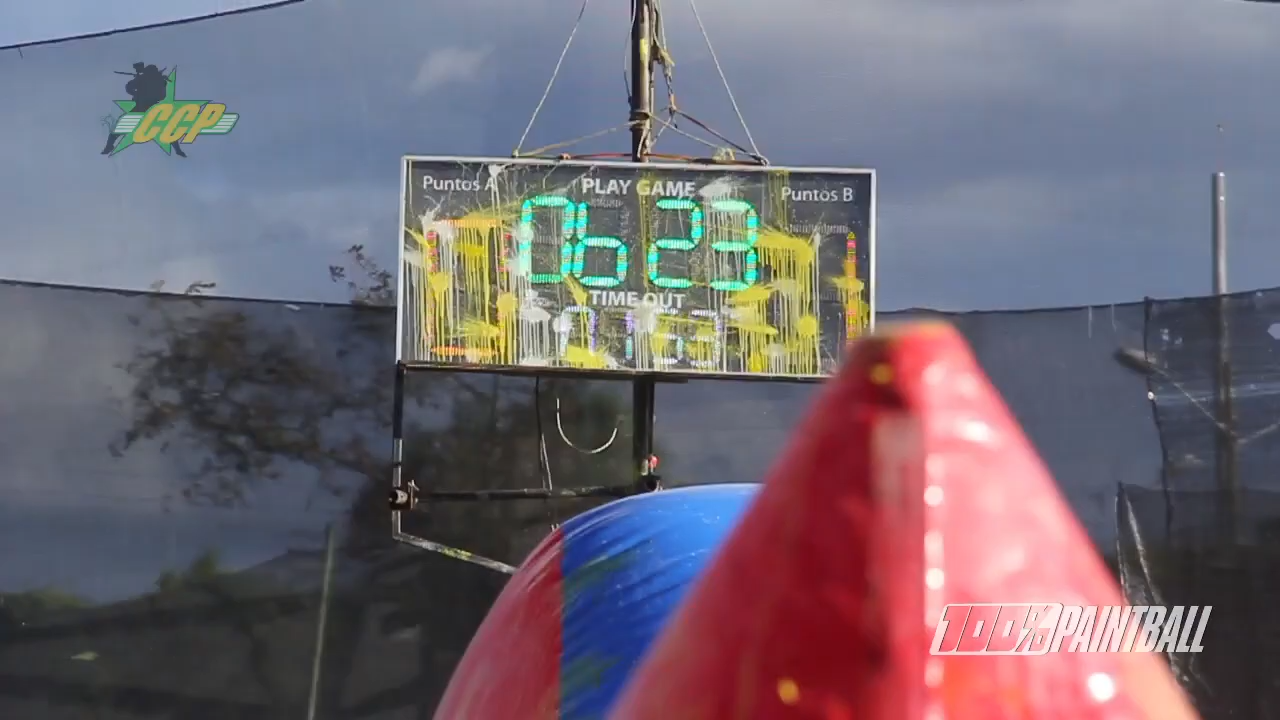 CCP
Puntos A
PLAY GAME
Puntos B
06 23
TIME OUT
100% PAINTBALL